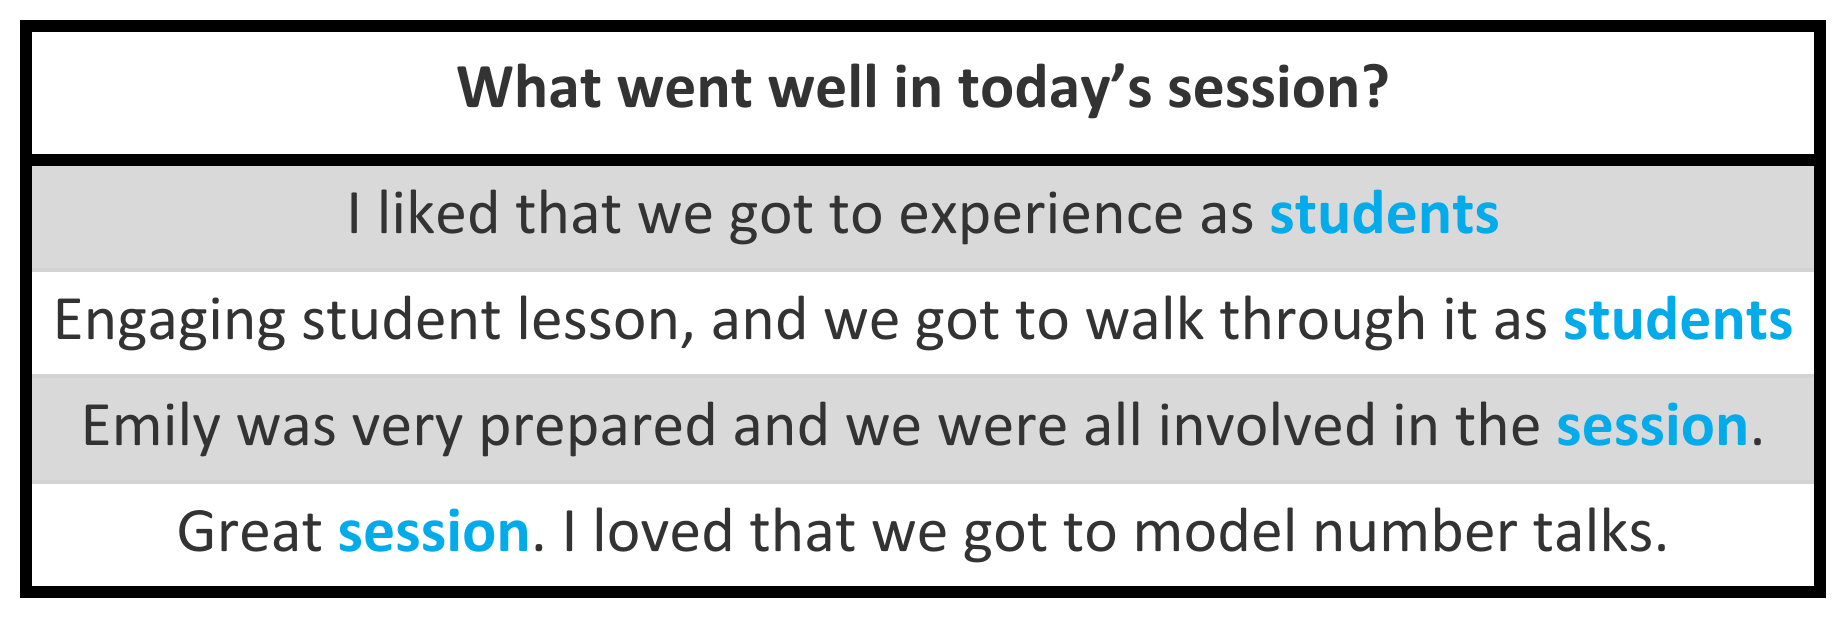 What went well in today’s session?
I liked that we got to experience as students
Engaging student lesson, and we got to walk through it as students
Emily was very prepared and we were all involved in the session.
Great session. I loved that we got to model number talks.